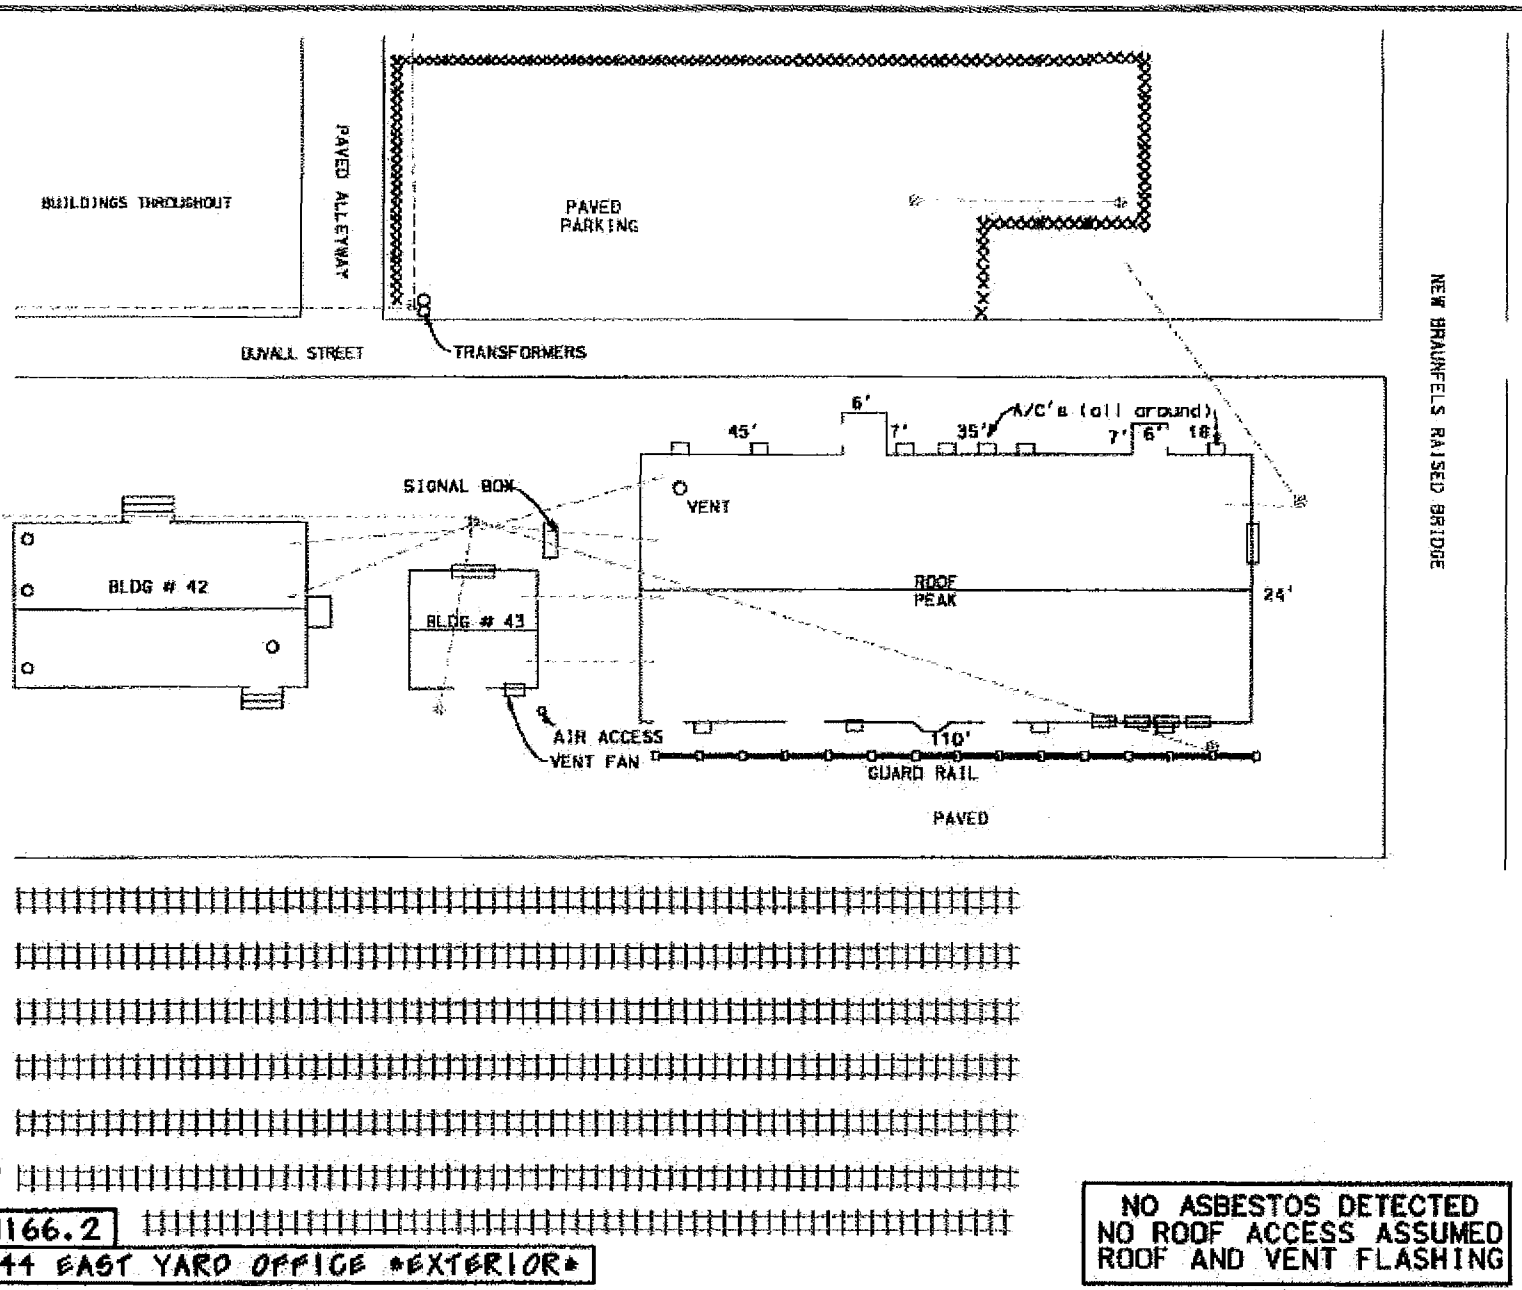 PAVED ALLEYWAY
BUILDINGS THROUGHOUT
PAVED
PARKING
NEW BRAUNFELS RAISED BRIDGE
DUVALL STREET
TRANSFORMERS
6'
A/C's (all around)
45'
7'
35'
7'
6'
18'
SIGNAL BOX
VENT
BLDG # 42
ROOF
PEAK
24'
BLDG # 43
AIR ACCESS
110'
VENT FAN
GUARD RAIL
PAVED
NO ASBESTOS DETECTED
NO ROOF ACCESS ASSUMED
ROOF AND VENT FLASHING
1166.2
44 EAST YARD OFFICE *EXTERIOR*